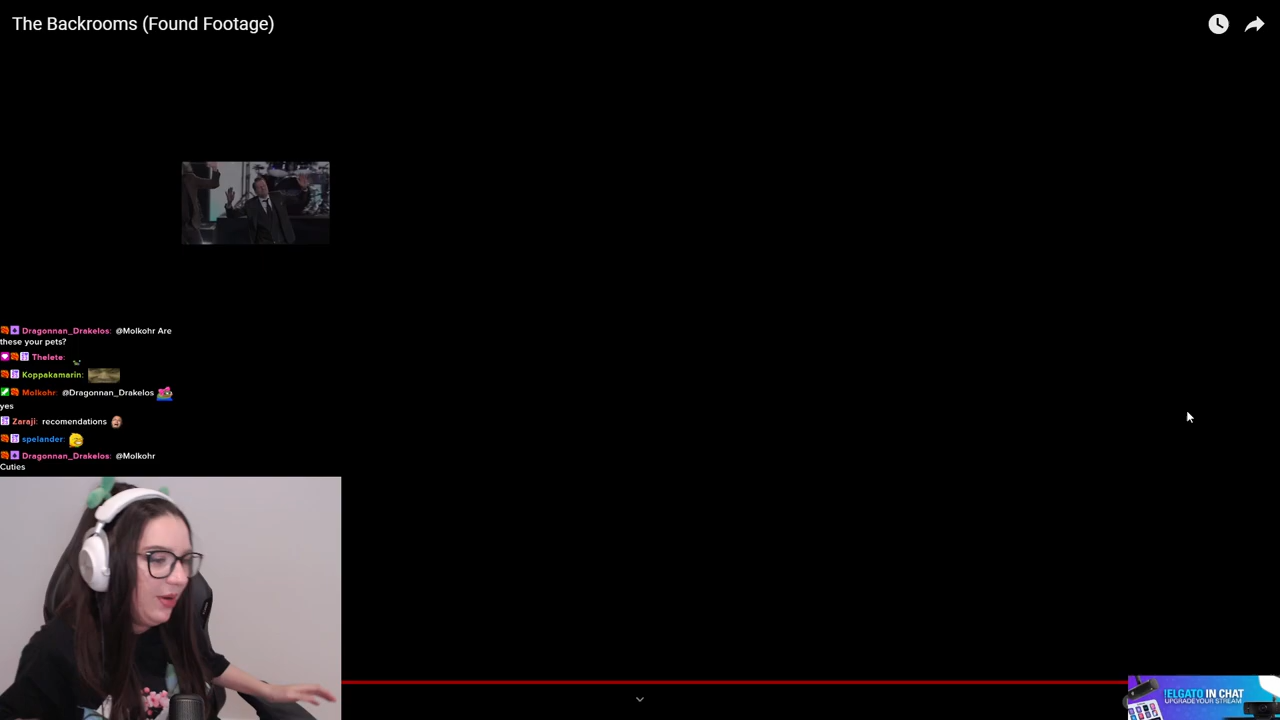 The Backrooms (Found Footage)
Dragonnan_Drakelos: @Molkohr Are
these your pets?
Thelete:
Koppakamarin:
Molkohr: @Dragonnan_Drakelos
yes
Zaraji: recomendations
spelander:
Dragonnan_Drakelos: @Molkohr
Cuties
!ELGATO IN CHAT
UPGRADE YOUR STREAM